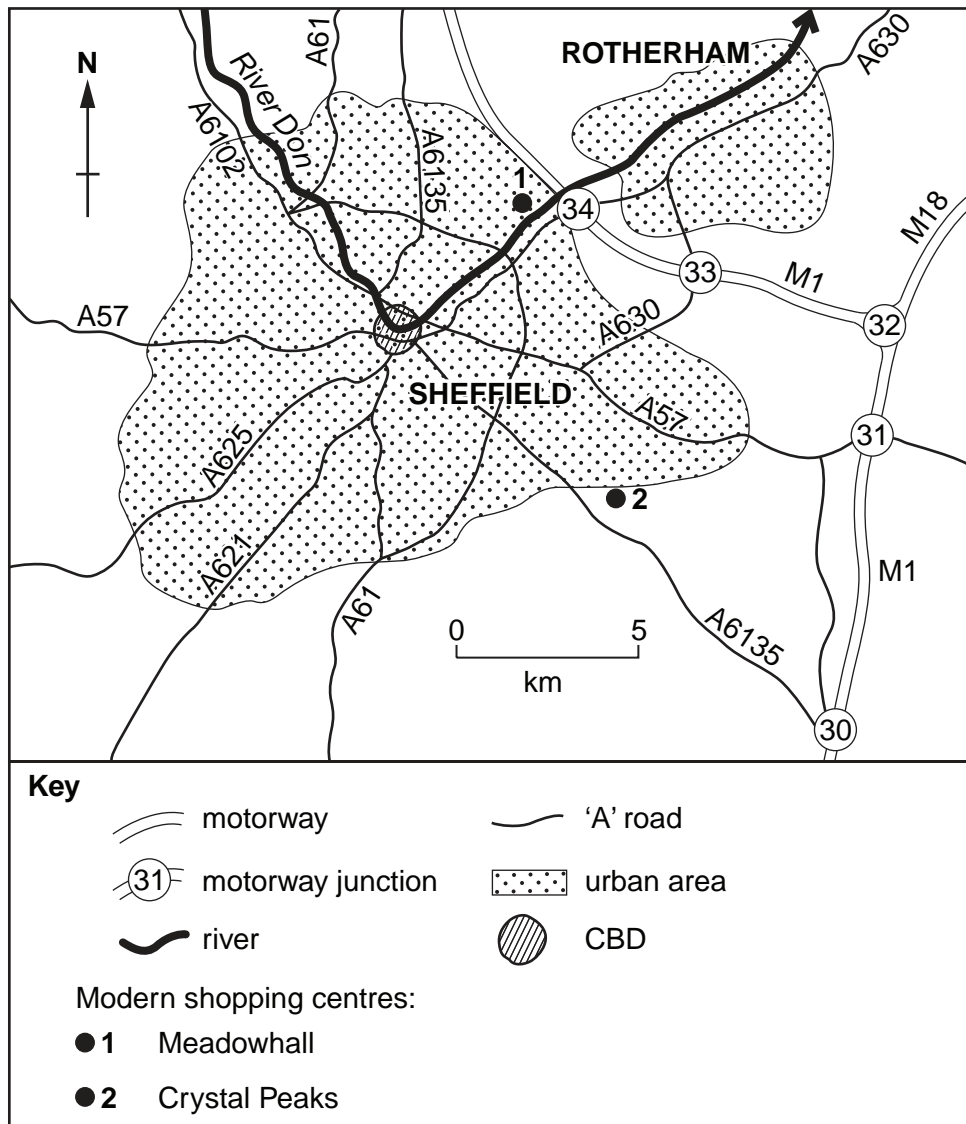 N
A61
ROTHERHAM
A630
River Don
A6102
A6135
1
34
M18
33
M1
32
A57
A630
SHEFFIELD
A57
31
A625
2
A621
A61
M1
0 5
km
A6135
30
Key
motorway
'A' road
31
motorway junction
urban area
river
CBD
Modern shopping centres:
1 Meadowhall
2 Crystal Peaks